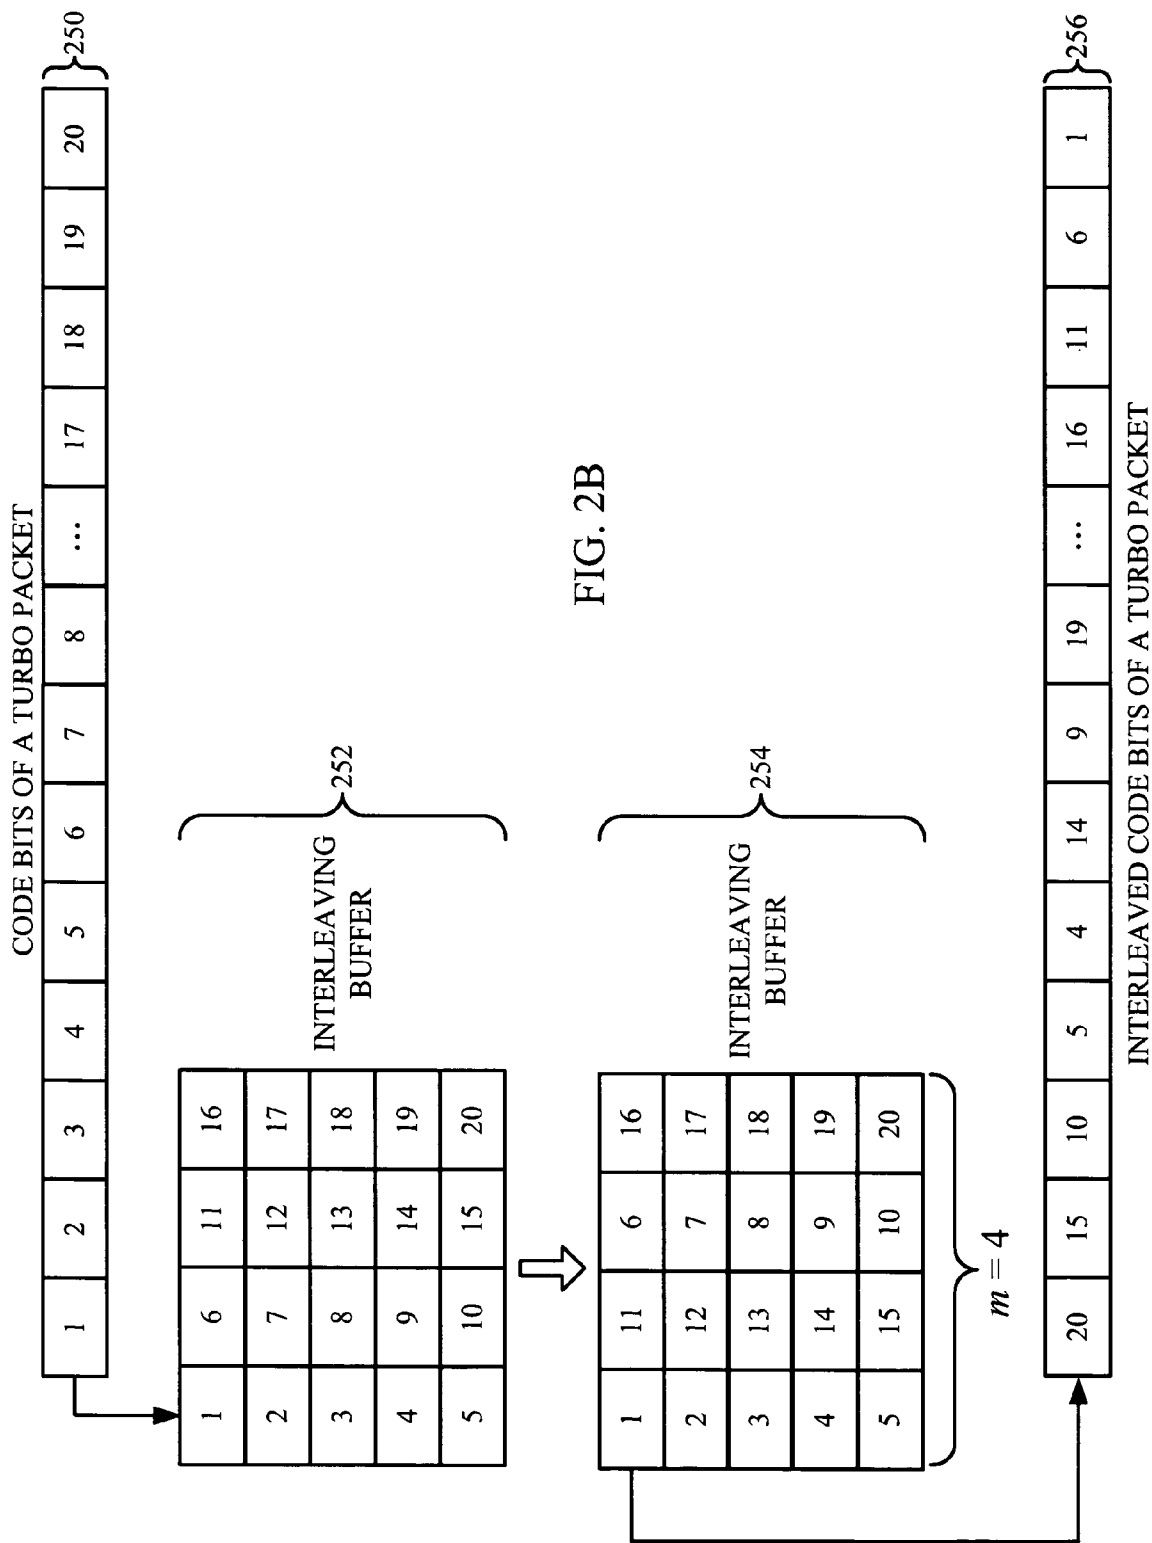 CODE BITS OF A TURBO PACKET
1 2 3 4 5 6 7 8 ... 17 18 19 20
250
1 6 11 16
2 7 12 17
3 8 13 18
4 9 14 19
5 10 15 20
INTERLEAVING
BUFFER
252
FIG. 2B
1 11 6 16
2 12 7 17
3 13 8 18
4 14 9 19
5 15 10 20
INTERLEAVING
BUFFER
254
m = 4
20 15 10 5 4 14 9 19 ... 16 11 6 1
256
INTERLEAVED CODE BITS OF A TURBO PACKET